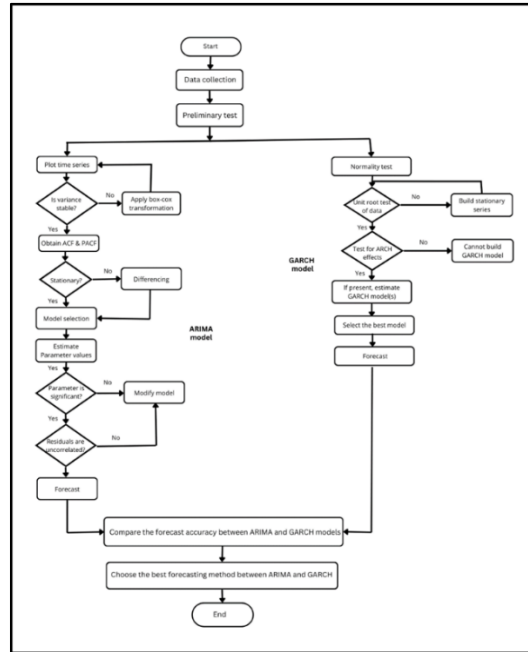 Start
Data collection
Preliminary test
Plot time series
Is variance
stable?
No
Apply box-cox
transformation
Yes
Obtain ACF & PACF
Stationary?
No
Differencing
Yes
Model selection
ARIMA
model
Estimate
Parameter values
Yes
Parameter is
significant?
No
Modify model
Yes
Residuals are
uncorrelated?
No
Yes
Forecast
Normality test
Unit root test
of data
No
Build stationary
series
Yes
GARCH
model
Test for ARCH
effects
No
Cannot build
GARCH model
Yes
If present, estimate
GARCH model(s)
Select the best model
Forecast
Compare the forecast accuracy between ARIMA and GARCH models
Choose the best forecasting method between ARIMA and GARCH
End